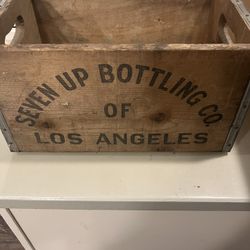 SEVEN UP BOTTLING CO.
OF
LOS ANGELES